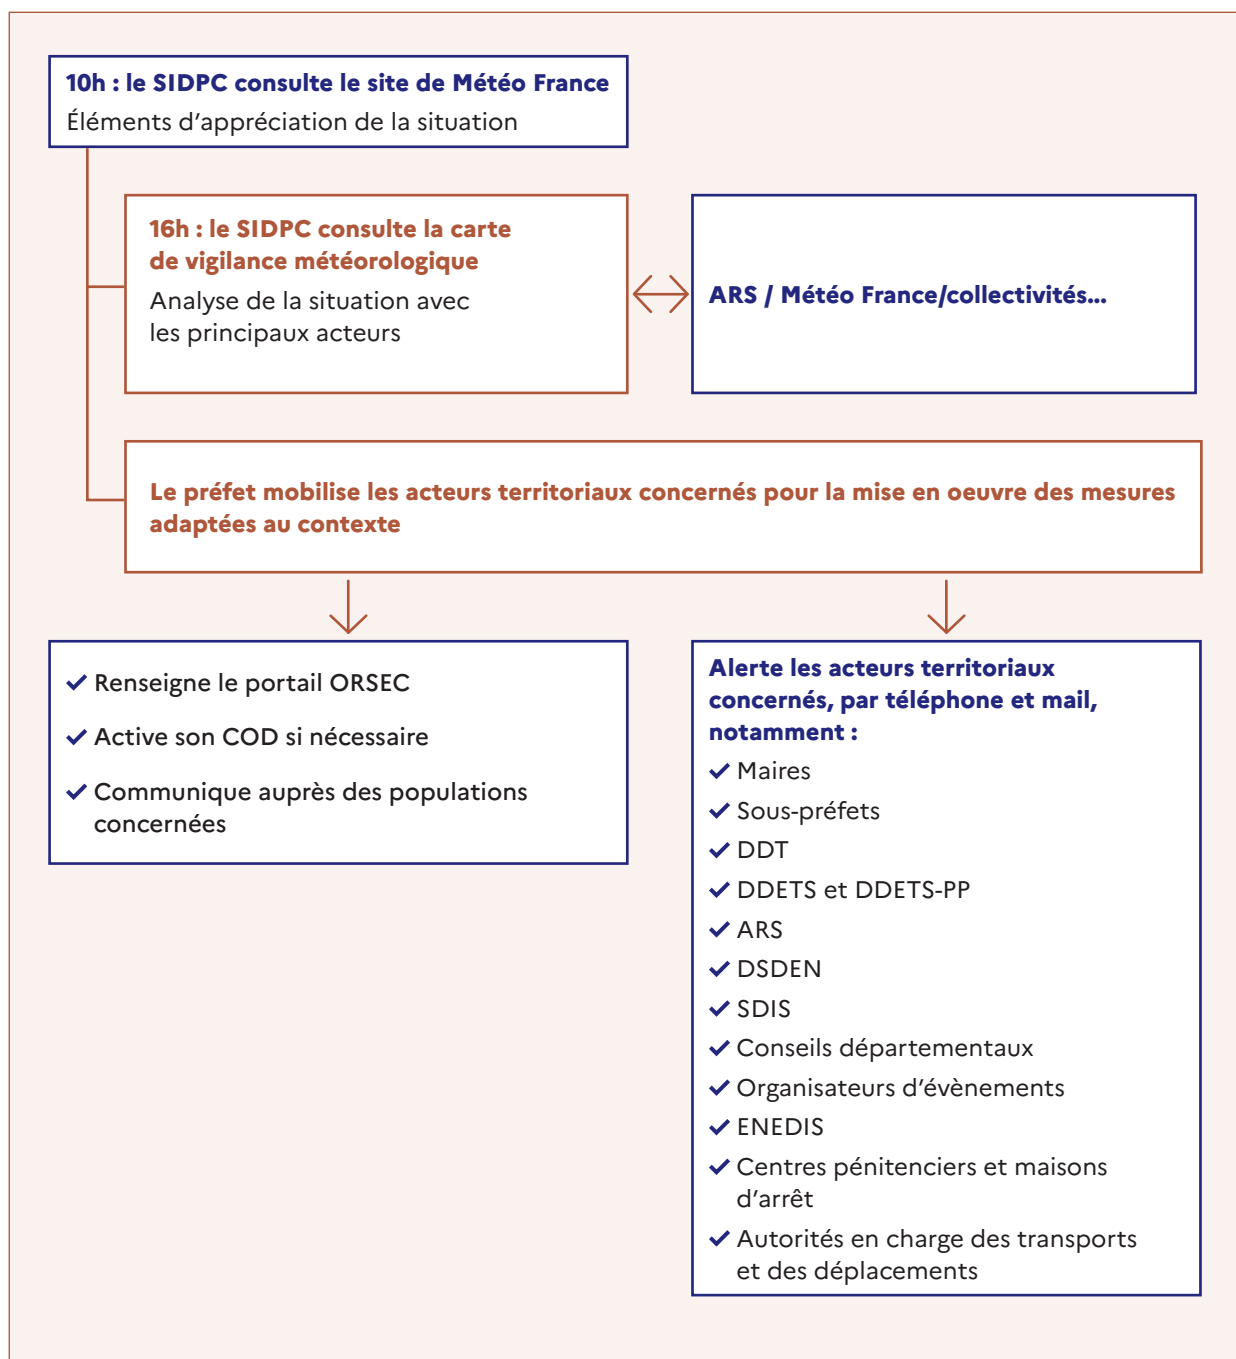 10h : le SIDPC consulte le site de Météo France
Éléments d’appréciation de la situation
16h : le SIDPC consulte la carte
de vigilance météorologique
Analyse de la situation avec
les principaux acteurs
ARS / Météo France/collectivités...
Le préfet mobilise les acteurs territoriaux concernés pour la mise en oeuvre des mesures
adaptées au contexte
✓ Renseigne le portail ORSEC
✓ Active son COD si nécessaire
✓ Communique auprès des populations
concernées
Alerte les acteurs territoriaux
concernés, par téléphone et mail,
notamment :
✓ Maires
✓ Sous-préfets
✓ DDT
✓ DDETS et DDETS-PP
✓ ARS
✓ DSDEN
✓ SDIS
✓ Conseils départementaux
✓ Organisateurs d’évènements
✓ ENEDIS
✓ Centres pénitenciers et maisons
d’arrêt
✓ Autorités en charge des transports
et des déplacements